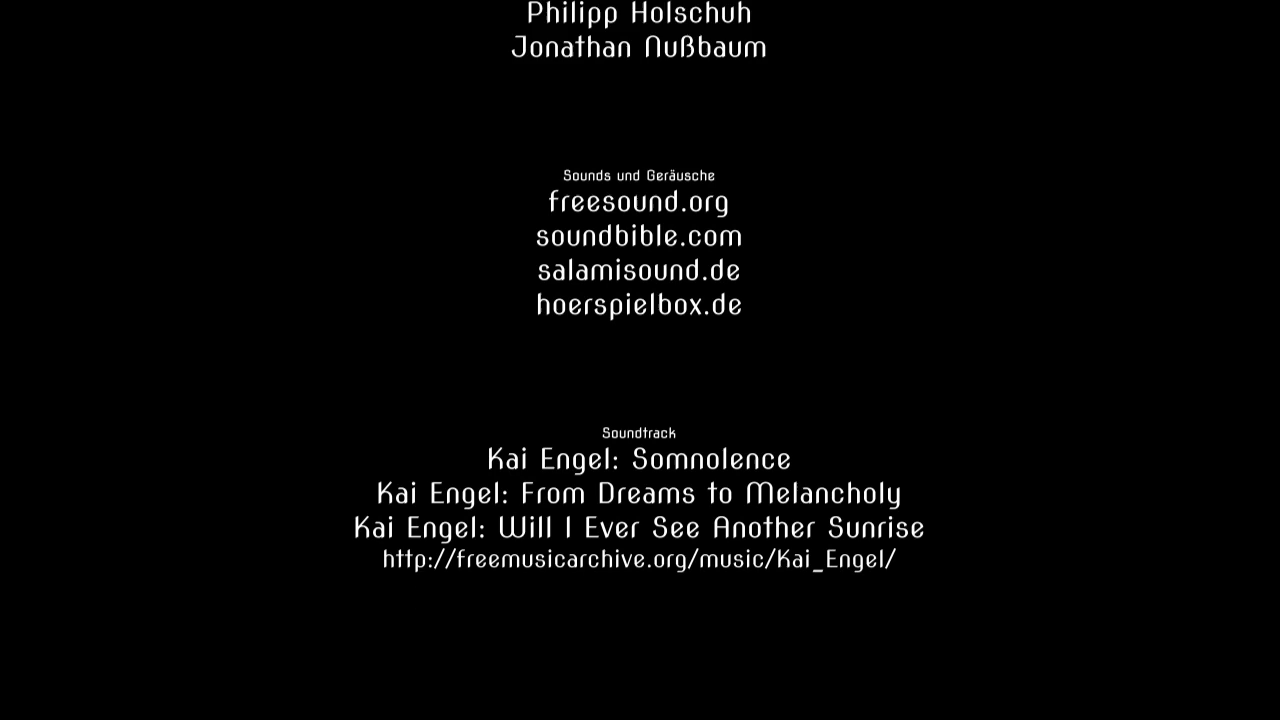 Philipp Holschuh
Jonathan Nußbaum
Sounds und Geräusche
freesound.org
soundbible.com
salamisound.de
hoerspielbox.de
Soundtrack
Kai Engel: Somnolence
Kai Engel: From Dreams to Melancholy
Kai Engel: Will I Ever See Another Sunrise
http://freemusicarchive.org/music/Kai_Engel/